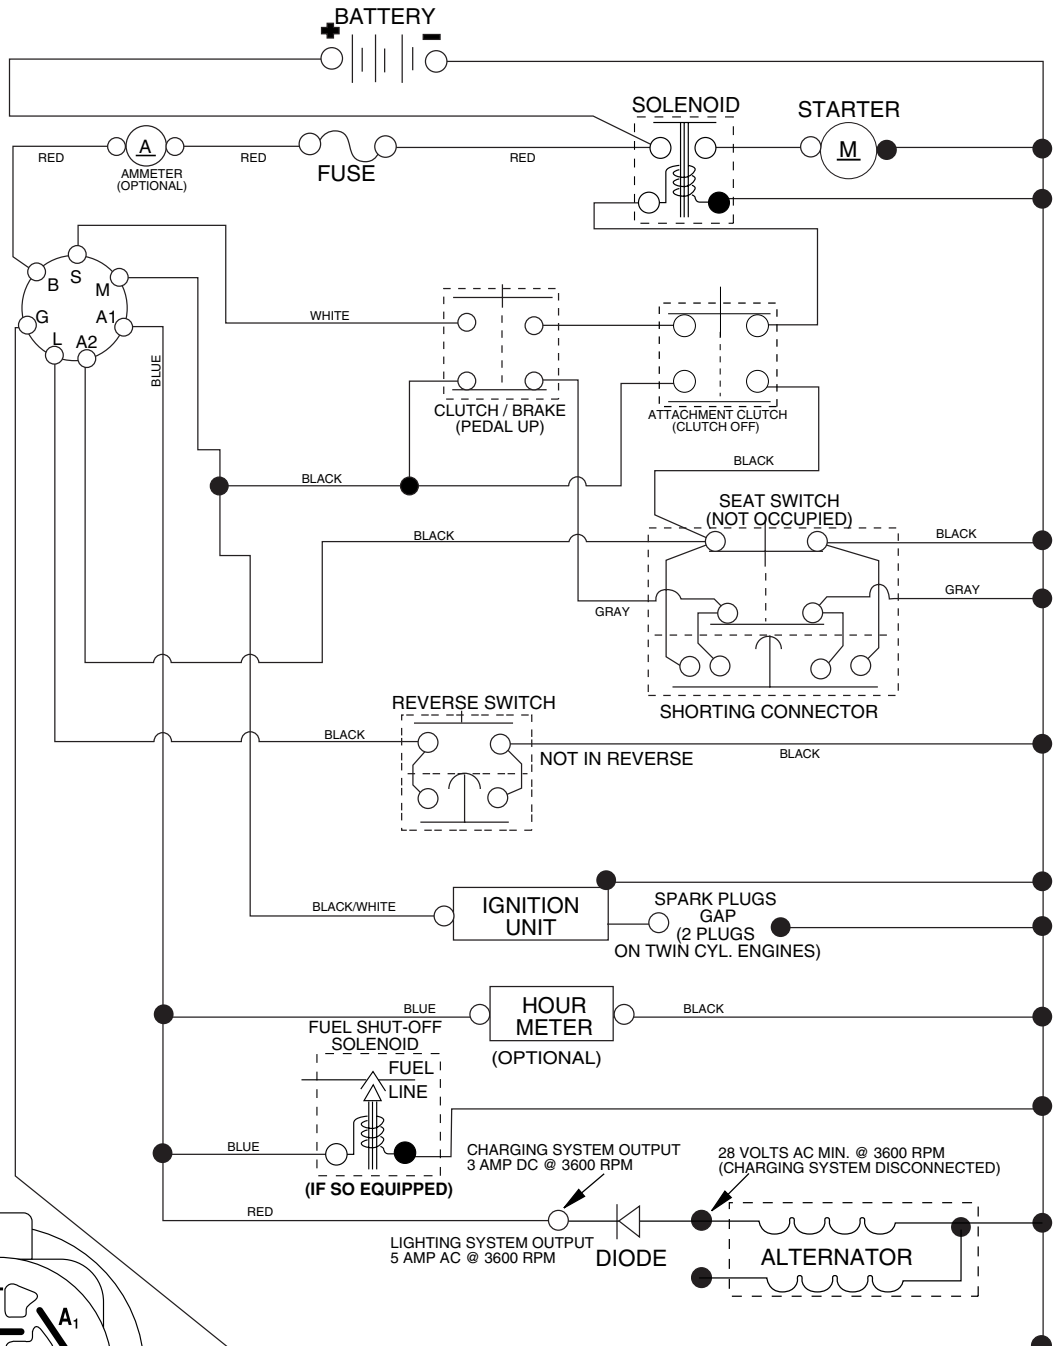 BATTERY
SOLENOID
STARTER
RED
A
AMMETER
(OPTIONAL)
RED
FUSE
RED
M
B
S
M
G
A1
L
A2
BLUE
WHITE
CLUTCH / BRAKE
(PEDAL UP)
ATTACHMENT CLUTCH
(CLUTCH OFF)
BLACK
BLACK
SEAT SWITCH
(NOT OCCUPIED)
BLACK
BLACK
GRAY
GRAY
SHORTING CONNECTOR
REVERSE SWITCH
BLACK
NOT IN REVERSE
BLACK
BLACK/WHITE
IGNITION
UNIT
SPARK PLUGS
GAP
(2 PLUGS
ON TWIN CYL. ENGINES)
BLUE
HOUR
METER
BLACK
(OPTIONAL)
FUEL SHUT-OFF
SOLENOID
FUEL
LINE
BLUE
(IF SO EQUIPPED)
CHARGING SYSTEM OUTPUT
3 AMP DC @ 3600 RPM
28 VOLTS AC MIN. @ 3600 RPM
(CHARGING SYSTEM DISCONNECTED)
RED
LIGHTING SYSTEM OUTPUT
5 AMP AC @ 3600 RPM
DIODE
ALTERNATOR
A1